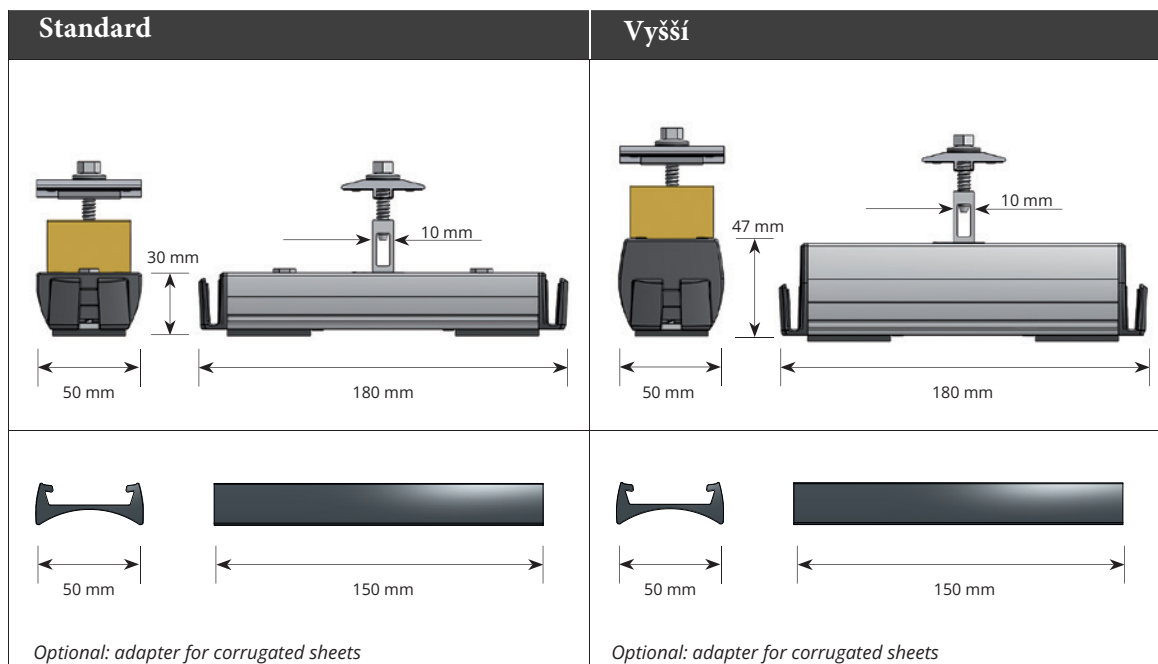 Standard
Vyšší
10 mm
30 mm
50 mm
180 mm
10 mm
47 mm
50 mm
180 mm
50 mm
150 mm
Optional: adapter for corrugated sheets
50 mm
150 mm
Optional: adapter for corrugated sheets